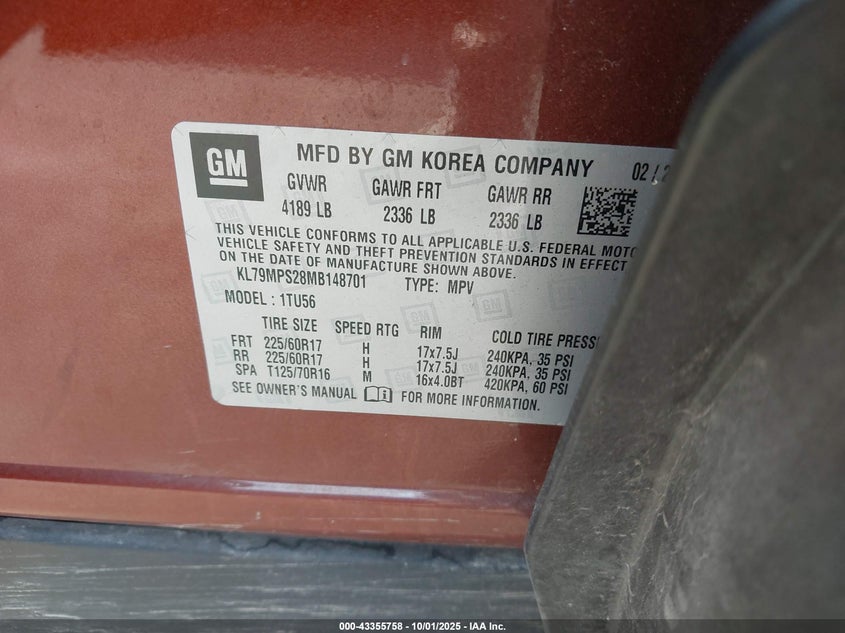 GM MFD BY GM KOREA COMPANY 02 /
GVWR GAWR FRT GAWR RR
4189 LB 2336 LB 2336 LB
THIS VEHICLE CONFORMS TO ALL APPLICABLE U.S. FEDERAL
VEHICLE SAFETY AND THEFT PREVENTION STANDARDS IN EFFECT
ON THE DATE OF MANUFACTURE SHOWN ABOVE.
KL79MPS28MB148701 TYPE: MPV
MODEL : 1TU56
TIRE SIZE SPEED RTG RIM COLD TIRE
FRT 225/60R17 H 17x7.5J 240KPA, 35 PSI
RR 225/60R17 H 17x7.5J 240KPA, 35 PSI
SPA T125/70R16 M 16x4.0BT 420KPA, 60 PSI
SEE OWNER'S MANUAL FOR MORE INFORMATION.
000-43355758 - 10/01/2025 - IAA Inc.